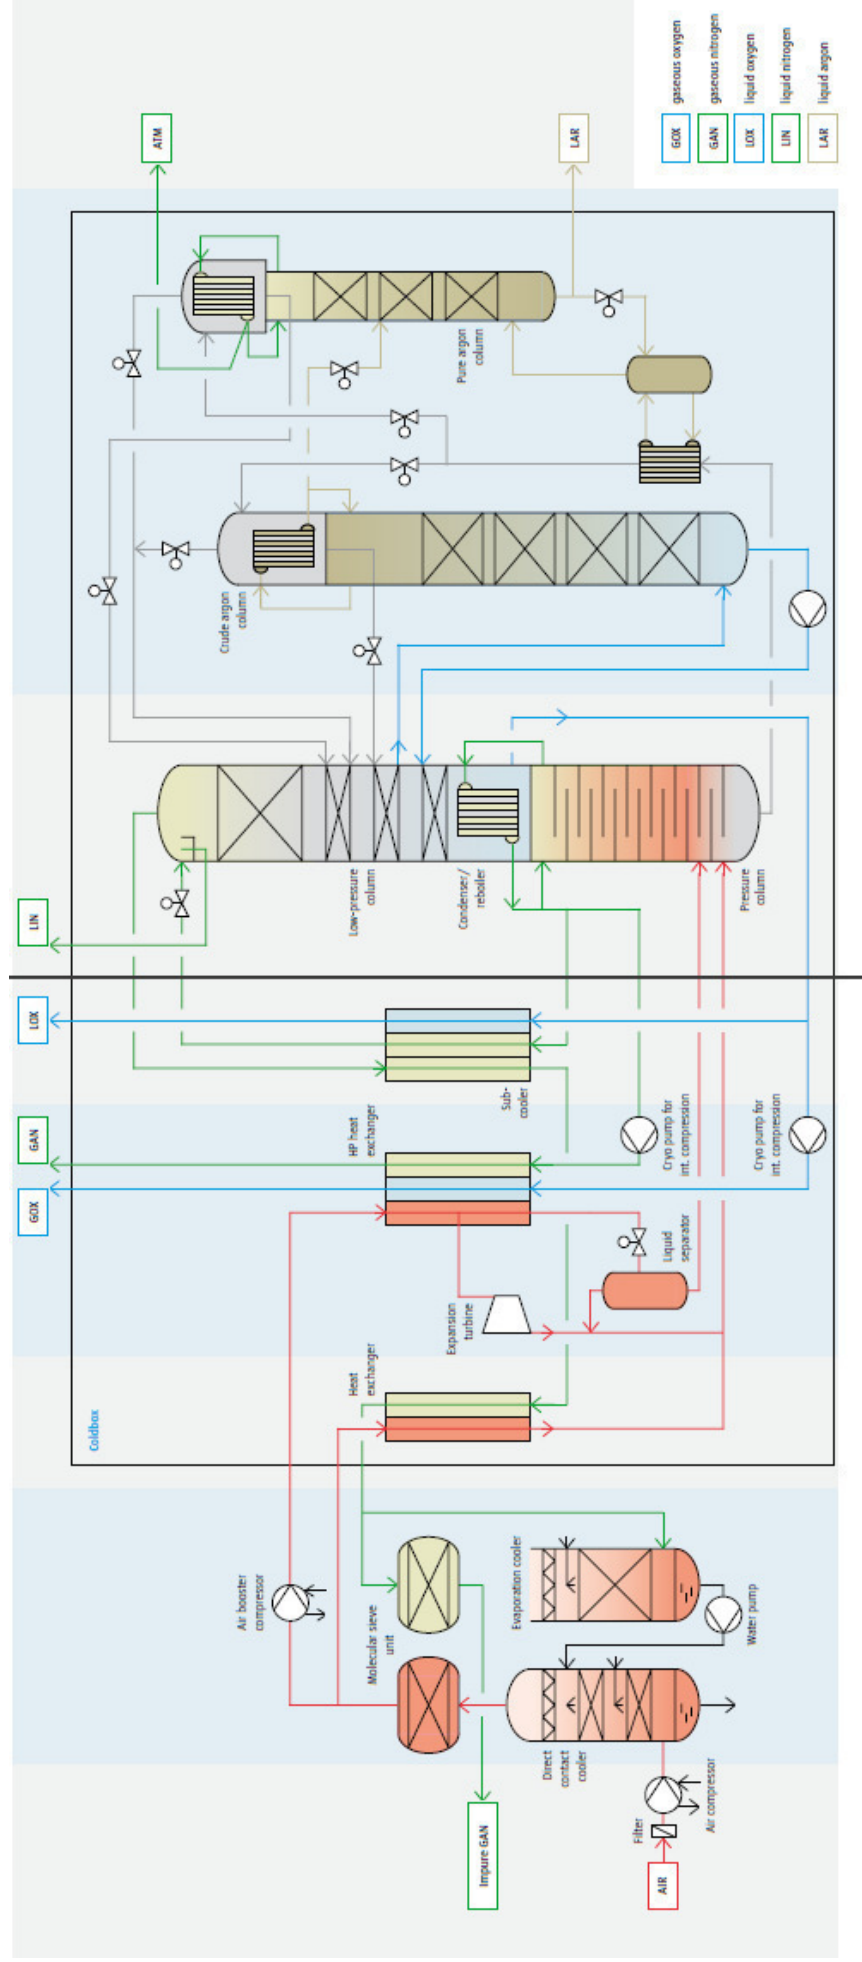 gaseous oxygen
gaseous nitrogen
liquid oxygen
liquid nitrogen
liquid argon
GOX
GAN
LOX
LIN
LAR
ATM
LAR
Pure argon
column
Crude argon
column
LIN
Low-pressure
column
Condenser/
reboiler
Pressure
column
LOX
Sub-
cooler
GAN
GOX
HP heat
exchanger
Cryo pump for
int. compression
Cryo pump for
int. compression
Liquid
separator
Expansion
turbine
Heat
exchanger
Coldbox
Air booster
compressor
Molecular sieve
unit
Evaporation cooler
Water pump
Direct
contact
cooler
Impure GAN
Filter
Air compressor
AIR